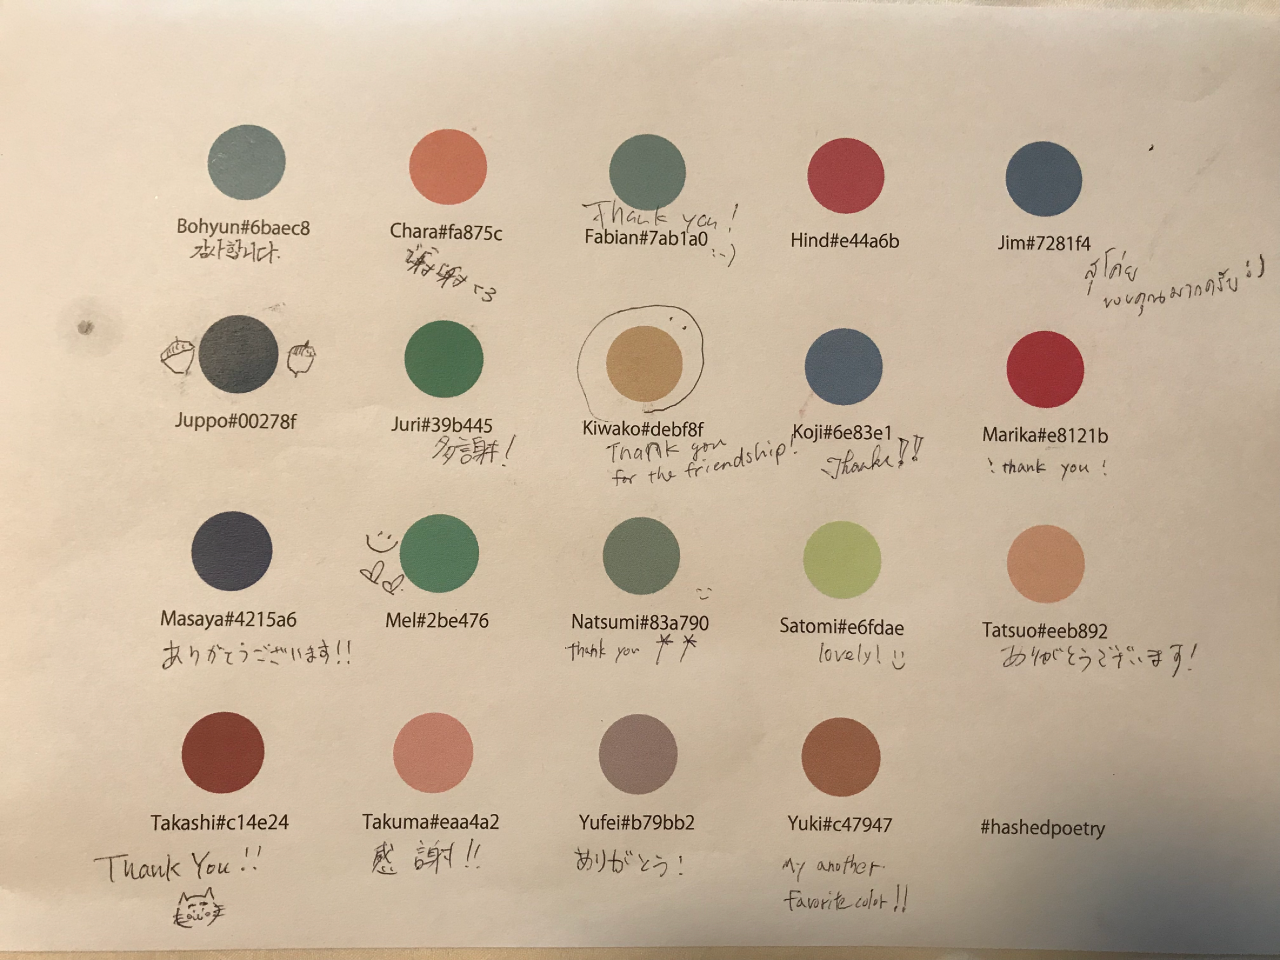 Bohyun#6baec8
감사합니다.
Chara#fa875c
謝謝 <3
Thank you!
Fabian#7ab1a0
:-)
Hind#e44a6b
Jim#7281f4
ขอบคุณมากครับ :)
Juppo#00278f
Juri#39b445
多謝!
Kiwako#debf8f
Thank you
for the friendship!
Koji#6e83e1
Thanks!!
Marika#e8121b
! thank you !
Masaya#4215a6
ありがとうございます!!
Mel#2be476
Natsumi#83a790
thank you **
Satomi#e6fdae
lovely!
Tatsuo#eeb892
ありがとうございます!
Takashi#c14e24
Thank You!!
Takuma#eaa4a2
感謝!!
Yufei#b79bb2
ありがとう!
Yuki#c47947
My another
favorite color!!
#hashedpoetry